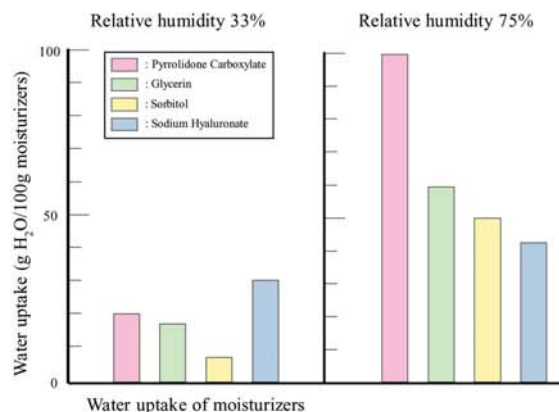 Relative humidity 33%
Relative humidity 75%
100
50
0
Water uptake (g H₂O/100g moisturizers)
: Pyrrolidone Carboxylate
: Glycerin
: Sorbitol
: Sodium Hyaluronate
Water uptake of moisturizers